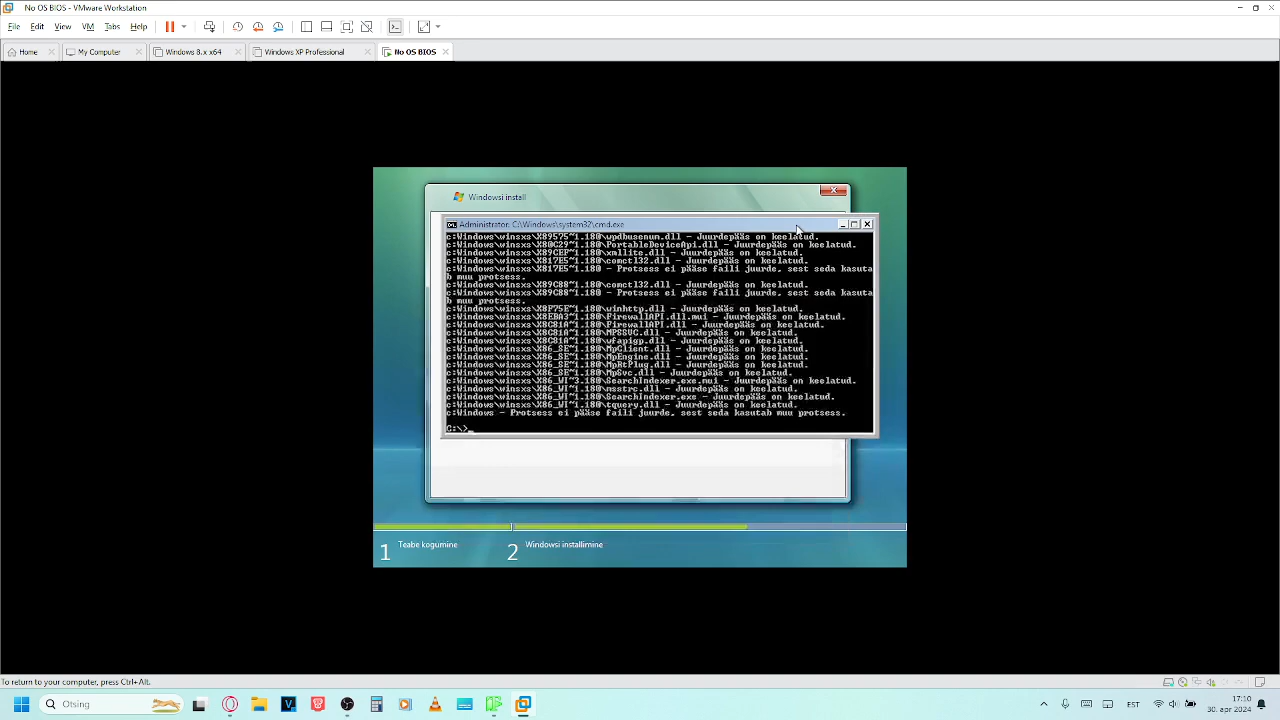 No OS BIOS - VMware Workstation
File Edit View VM Tabs Help
Home My Computer Windows 8.x x64 Windows XP Professional No OS BIOS
Windowsi install
Administrator: C:\Windows\system32\cmd.exe
c:\Windows\winsxs\X89575~1.180\wpdbusenum.dll - Juurdepääs on keelatud.
c:\Windows\winsxs\X80C29~1.180\PortableDeviceApi.dll - Juurdepääs on keelatud.
c:\Windows\winsxs\X89CEP~1.180\xmllite.dll - Juurdepääs on keelatud.
c:\Windows\winsxs\X817E5~1.180\comctl32.dll - Juurdepääs on keelatud.
c:\Windows\winsxs\X817E5~1.180 - Protsess ei pääse faili juurde, sest seda kasuta
b muu protsess.
c:\Windows\winsxs\X89C88~1.180\comctl32.dll - Juurdepääs on keelatud.
c:\Windows\winsxs\X89C88~1.180 - Protsess ei pääse faili juurde, sest seda kasuta
b muu protsess.
c:\Windows\winsxs\X8F75E~1.180\winhttp.dll - Juurdepääs on keelatud.
c:\Windows\winsxs\X8EBA3~1.180\FirewallAPI.dll.mui - Juurdepääs on keelatud.
c:\Windows\winsxs\X8C81A~1.180\FirewallAPI.dll - Juurdepääs on keelatud.
c:\Windows\winsxs\X8C81A~1.180\MPSSVC.dll - Juurdepääs on keelatud.
c:\Windows\winsxs\X8C81A~1.180\wfapigp.dll - Juurdepääs on keelatud.
c:\Windows\winsxs\X86_SE~1.180\MpClient.dll - Juurdepääs on keelatud.
c:\Windows\winsxs\X86_SE~1.180\MpEngine.dll - Juurdepääs on keelatud.
c:\Windows\winsxs\X86_SE~1.180\MpRtPlug.dll - Juurdepääs on keelatud.
c:\Windows\winsxs\X86_SE~1.180\MpSvc.dll - Juurdepääs on keelatud.
c:\Windows\winsxs\X86_WI~3.180\SearchIndexer.exe.mui - Juurdepääs on keelatud.
c:\Windows\winsxs\X86_WI~1.180\msstrc.dll - Juurdepääs on keelatud.
c:\Windows\winsxs\X86_WI~1.180\SearchIndexer.exe - Juurdepääs on keelatud.
c:\Windows\winsxs\X86_WI~1.180\tquery.dll - Juurdepääs on keelatud.
c:\Windows - Protsess ei pääse faili juurde, sest seda kasutab muu protsess.
C:\>_
1 Teabe kogumine 2 Windowsi installimine
To return to your computer, press Ctrl+Alt.
Otsing
EST
17:10
30. apr 2024